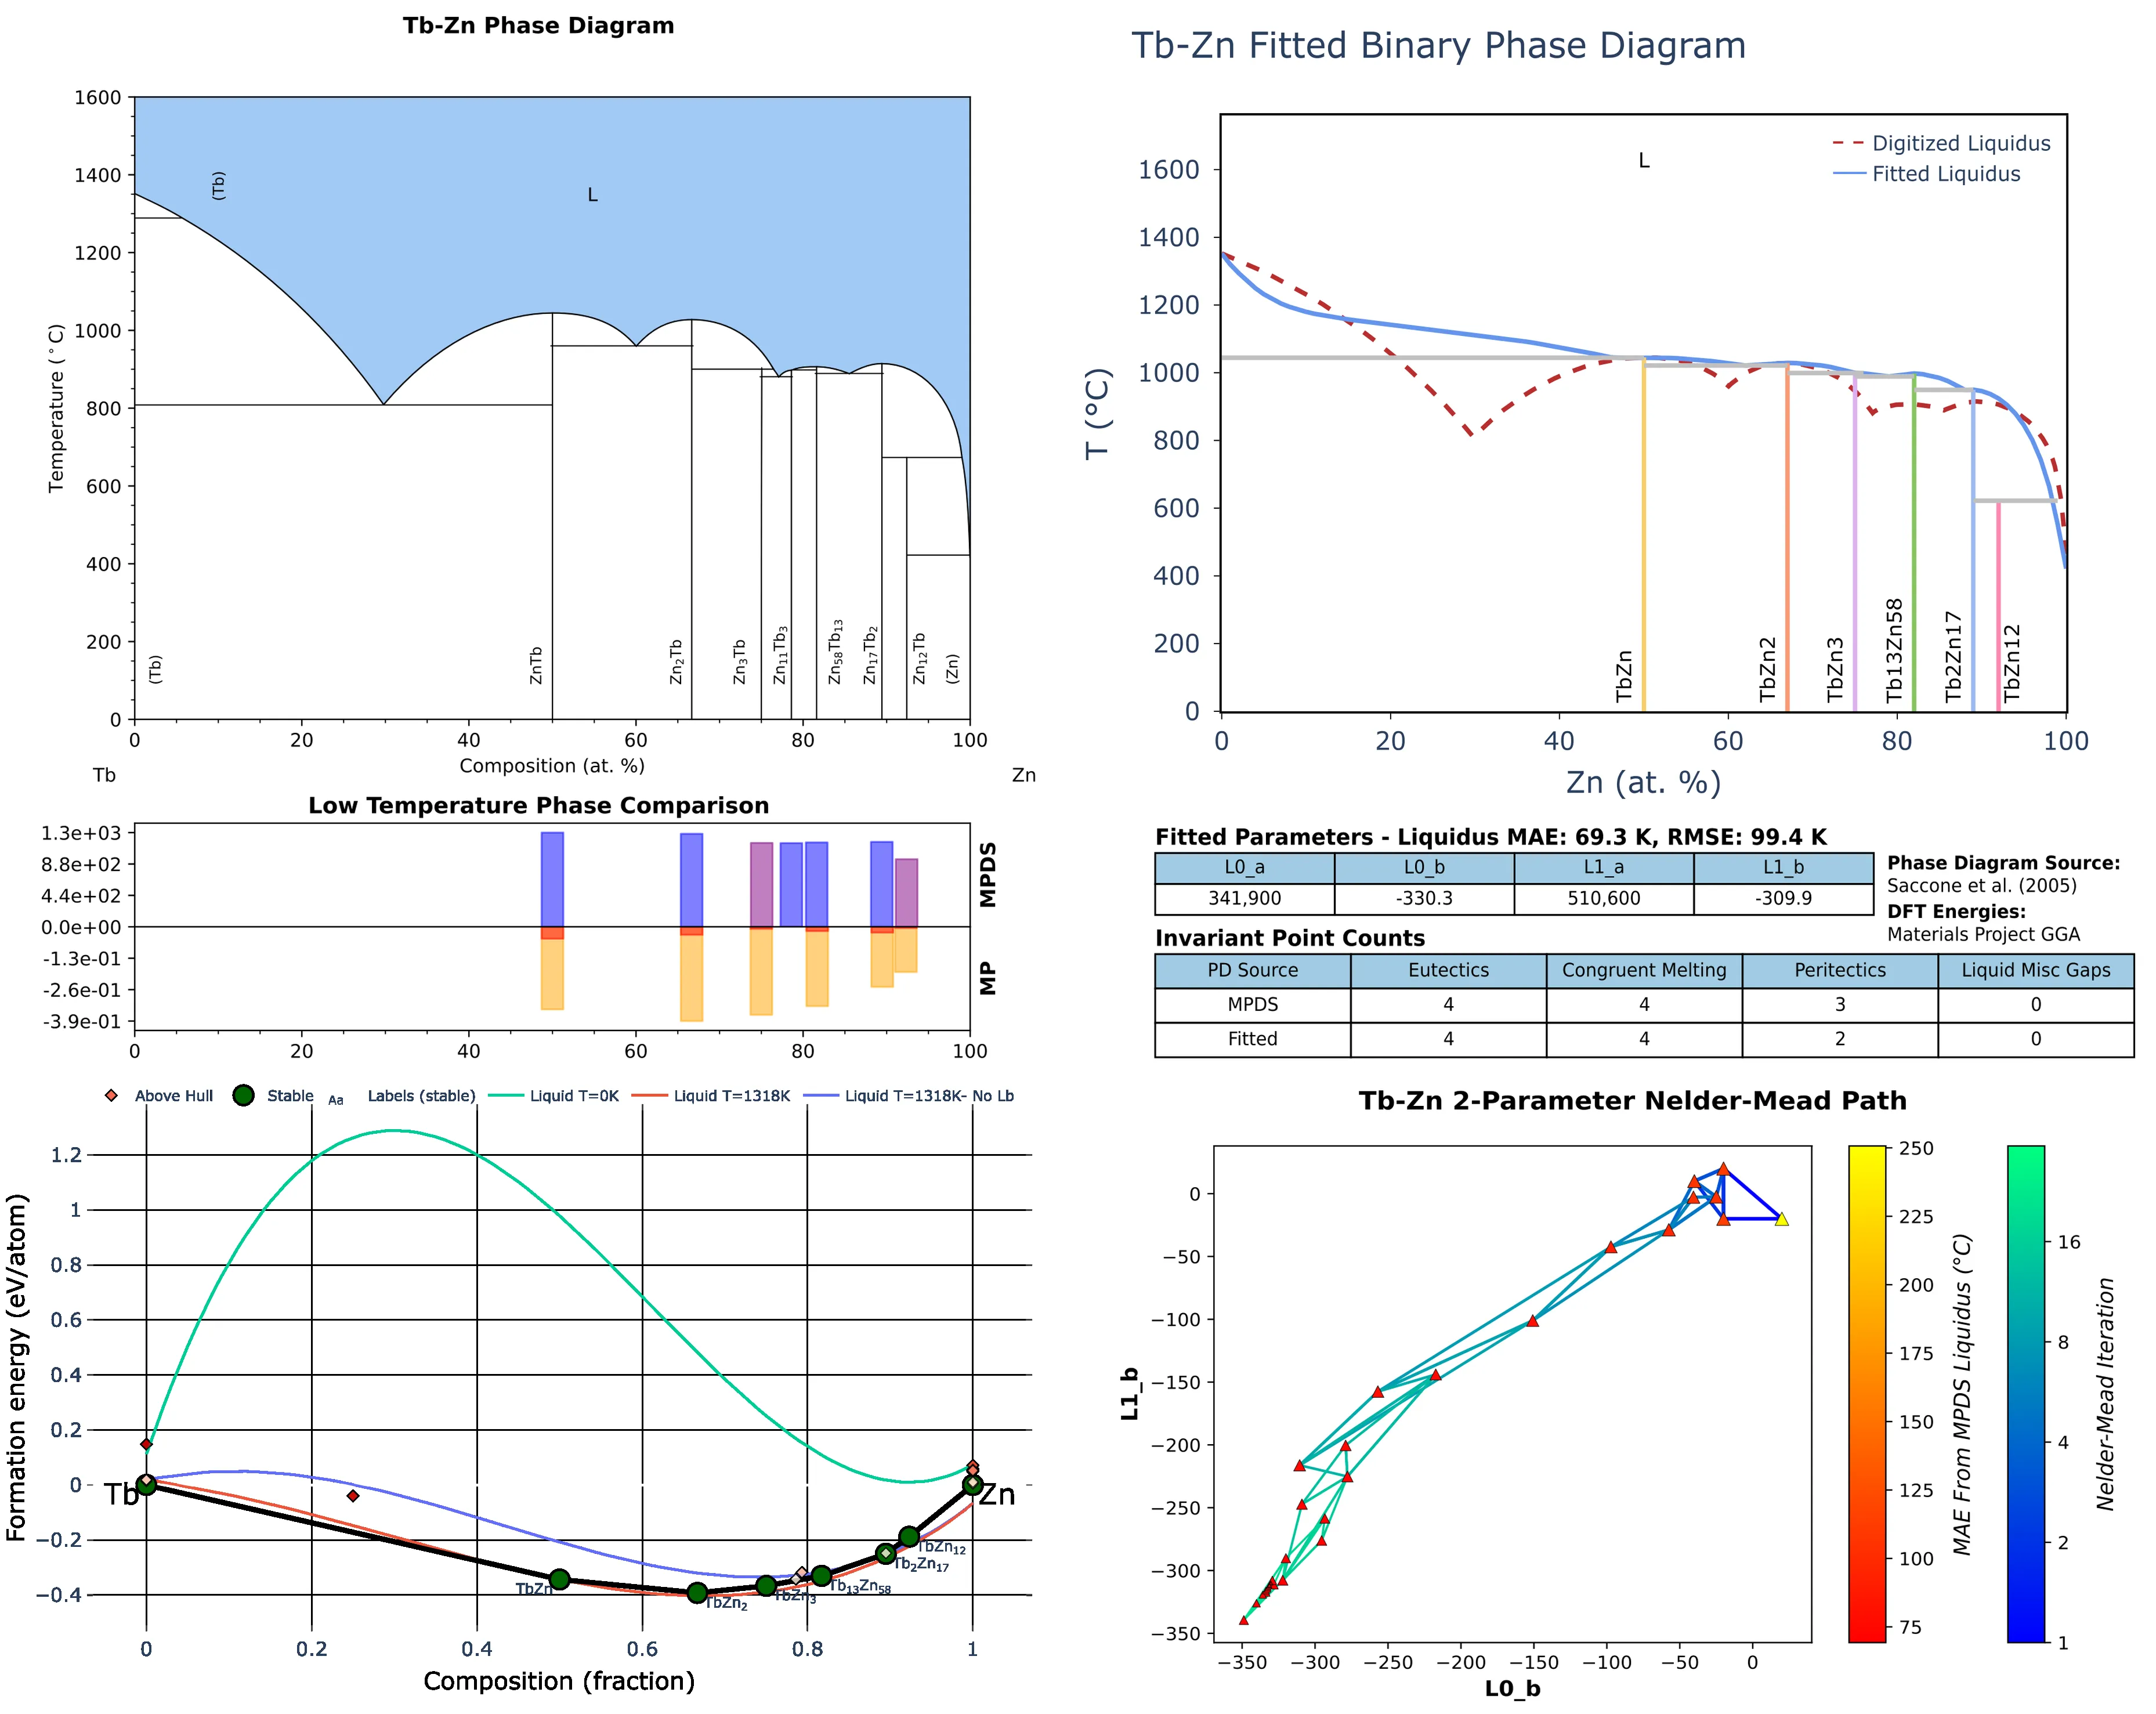 Tb-Zn Phase Diagram
1600
1400
1200
1000
800
600
400
200
0
Temperature (°C)
(Tb)
L
(Tb)
ZnTb
Zn2Tb
Zn3Tb
Zn11Tb3
Zn58Tb13
Zn17Tb2
Zn12Tb
(Zn)
0 20 40 60 80 100
Composition (at. %)
Tb Zn
Tb-Zn Fitted Binary Phase Diagram
L
Digitized Liquidus
Fitted Liquidus
1600
1400
1200
1000
800
600
400
200
0
T (°C)
TbZn
TbZn2
TbZn3
Tb13Zn58
Tb2Zn17
TbZn12
0 20 40 60 80 100
Zn (at. %)
Low Temperature Phase Comparison
1.3e+03
8.8e+02
4.4e+02
0.0e+00
-1.3e-01
-2.6e-01
-3.9e-01
MPDS
MP
0 20 40 60 80 100
Fitted Parameters - Liquidus MAE: 69.3 K, RMSE: 99.4 K
L0_a L0_b L1_a L1_b
341,900 -330.3 510,600 -309.9
Phase Diagram Source:
Saccone et al. (2005)
DFT Energies:
Materials Project GGA
Invariant Point Counts
PD Source Eutectics Congruent Melting Peritectics Liquid Misc Gaps
MPDS 4 4 3 0
Fitted 4 4 2 0
Above Hull Stable Aa Labels (stable) Liquid T=0K Liquid T=1318K Liquid T=1318K- No Lb
1.2
1
0.8
0.6
0.4
0.2
0
−0.2
−0.4
Formation energy (eV/atom)
Tb
Zn
TbZn
TbZn2
TbZn3
Tb13Zn58
Tb2Zn17
TbZn12
0 0.2 0.4 0.6 0.8 1
Composition (fraction)
Tb-Zn 2-Parameter Nelder-Mead Path
0
−50
−100
−150
−200
−250
−300
−350
L1_b
−350 −300 −250 −200 −150 −100 −50 0
L0_b
250
225
200
175
150
125
100
75
MAE From MPDS Liquidus (°C)
16
8
4
2
1
Nelder-Mead Iteration